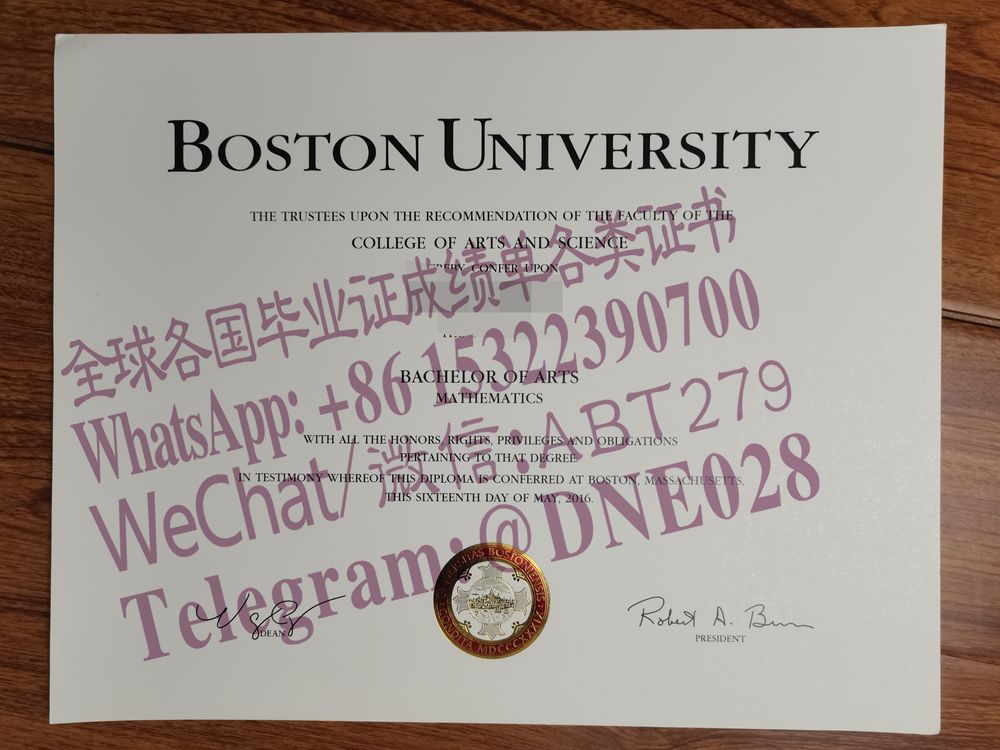 BOSTON UNIVERSITY
THE TRUSTEES UPON THE RECOMMENDATION OF THE FACULTY OF THE
COLLEGE OF ARTS AND SCIENCE
CONFER UPON
全球各国毕业证成绩单各类证书
WhatsApp: +86 15322390700
BACHELOR OF ARTS
MATHEMATICS
WeChat/微信:ABT279
WITH ALL THE HONORS, RIGHTS, PRIVILEGES AND OBLIGATIONS
PERTAINING TO THAT DEGREE.
IN TESTIMONY WHEREOF THIS DIPLOMA IS CONFERRED AT BOSTON, MASSACHUSETTS,
THIS SIXTEENTH DAY OF MAY, 2016.
Telegram:@DNE028
BOSTONIENSIS · CONDITA MDCCCXXXIX
DEAN
Robert A.
PRESIDENT